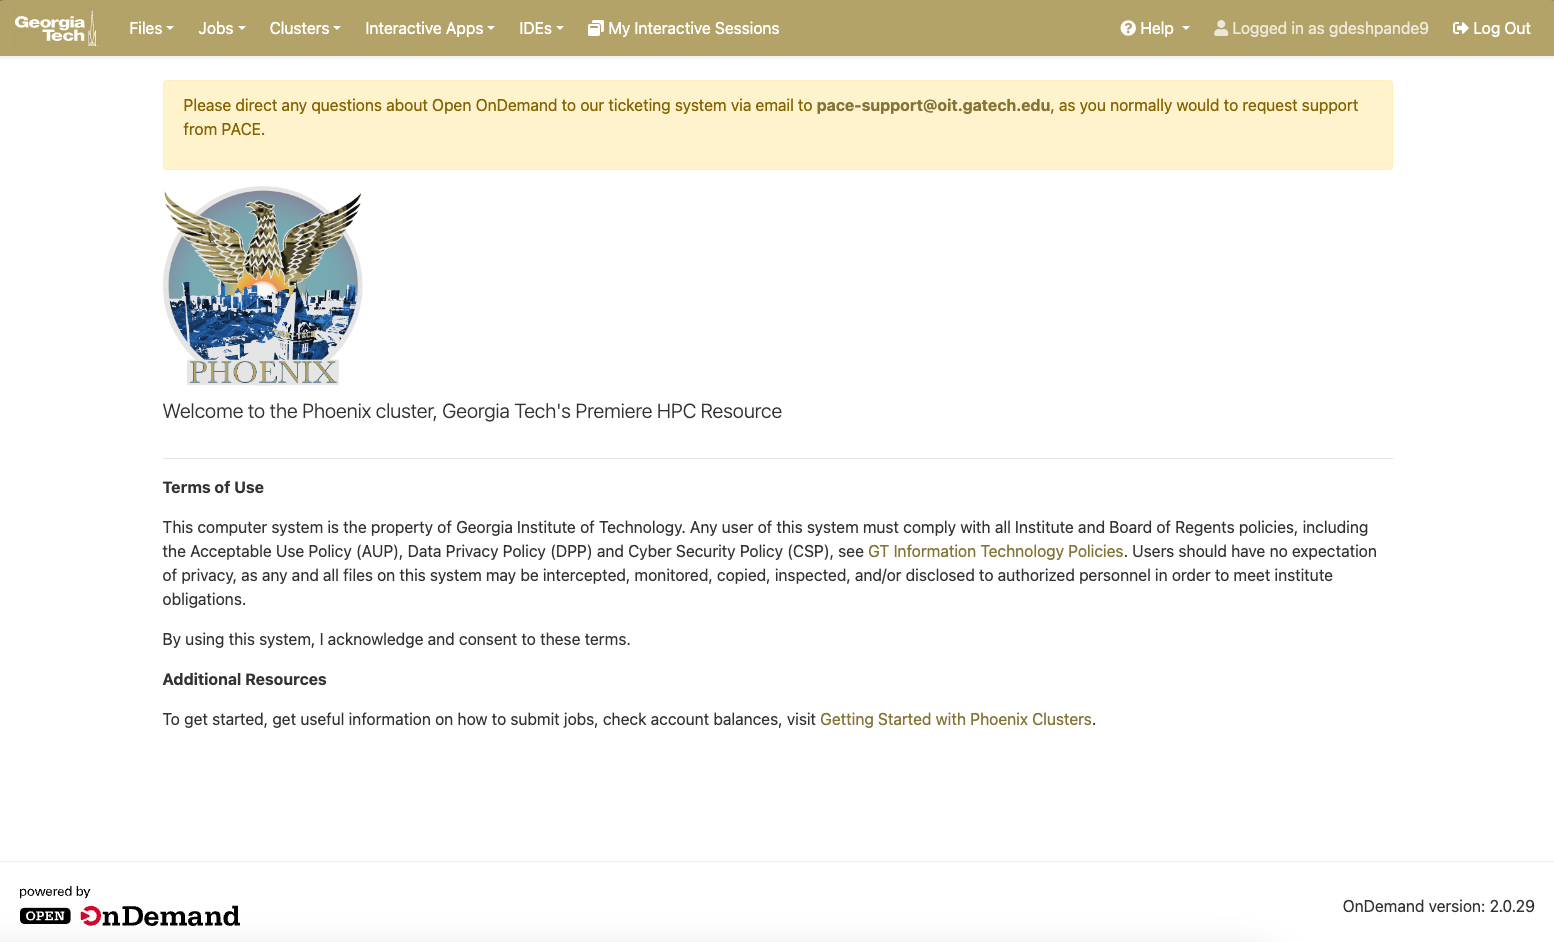 Georgia Tech Files Jobs Clusters Interactive Apps IDEs My Interactive Sessions Help Logged in as gdeshpande9 Log Out
Please direct any questions about Open OnDemand to our ticketing system via email to pace-support@oit.gatech.edu, as you normally would to request support
from PACE.
PHOENIX
Welcome to the Phoenix cluster, Georgia Tech's Premiere HPC Resource
Terms of Use
This computer system is the property of Georgia Institute of Technology. Any user of this system must comply with all Institute and Board of Regents policies, including
the Acceptable Use Policy (AUP), Data Privacy Policy (DPP) and Cyber Security Policy (CSP), see GT Information Technology Policies. Users should have no expectation
of privacy, as any and all files on this system may be intercepted, monitored, copied, inspected, and/or disclosed to authorized personnel in order to meet institute
obligations.
By using this system, I acknowledge and consent to these terms.
Additional Resources
To get started, get useful information on how to submit jobs, check account balances, visit Getting Started with Phoenix Clusters.
powered by
OPEN OnDemand
OnDemand version: 2.0.29